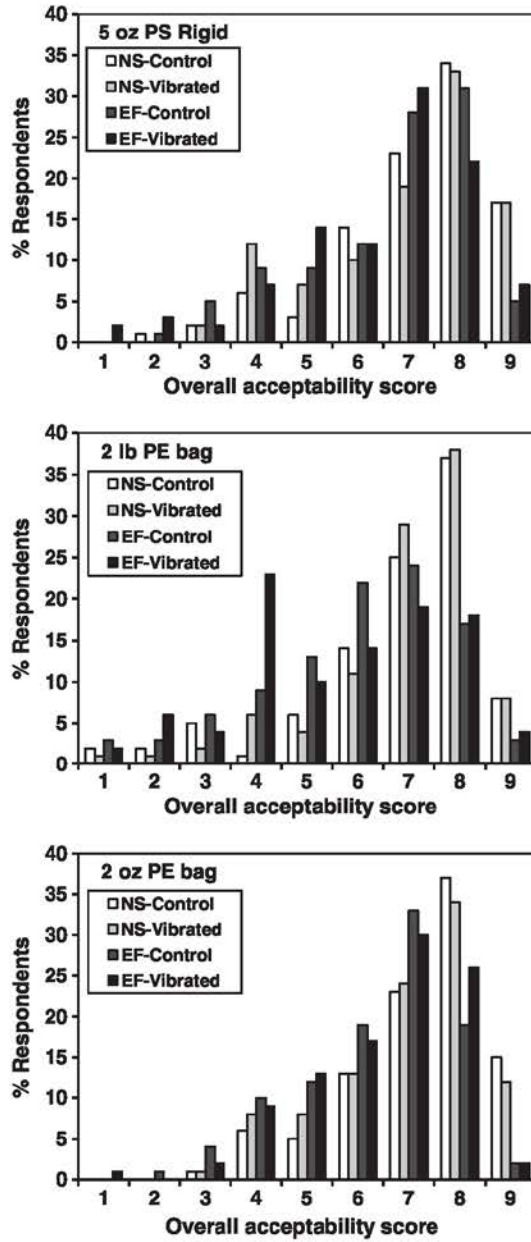 40
5 oz PS Rigid
35
NS-Control
NS-Vibrated
30
EF-Control
25
EF-Vibrated
% Respondents
20
15
10
5
0
1 2 3 4 5 6 7 8 9
Overall acceptability score
40
2 lb PE bag
35
NS-Control
NS-Vibrated
30
EF-Control
25
EF-Vibrated
% Respondents
20
15
10
5
0
1 2 3 4 5 6 7 8 9
Overall acceptability score
40
2 oz PE bag
35
NS-Control
NS-Vibrated
30
EF-Control
25
EF-Vibrated
% Respondents
20
15
10
5
0
1 2 3 4 5 6 7 8 9
Overall acceptability score